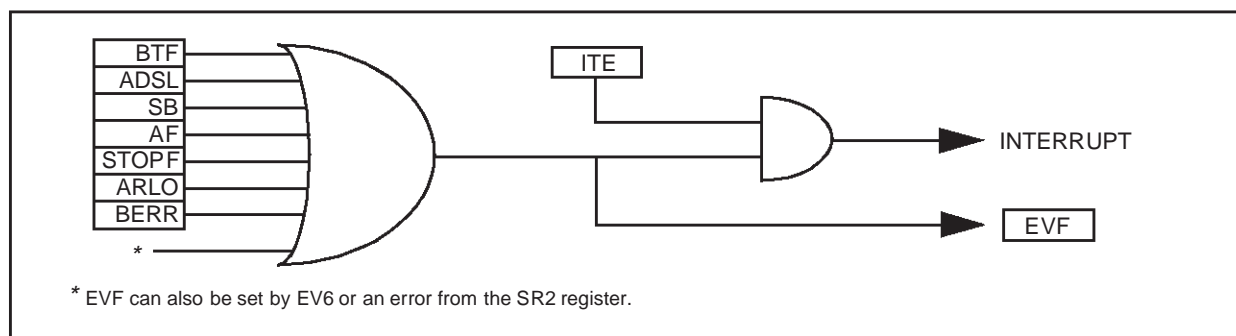 BTF
ADSL
SB
AF
STOPF
ARLO
BERR
*
ITE
INTERRUPT
EVF
* EVF can also be set by EV6 or an error from the SR2 register.